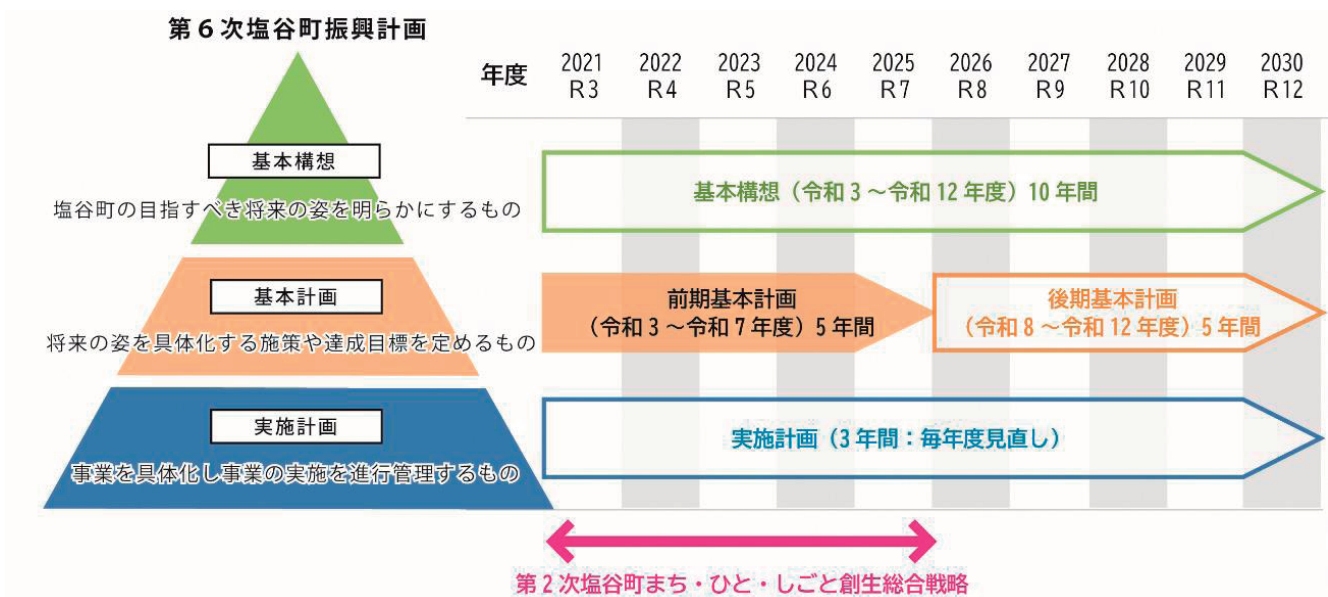 第6次塩谷町振興計画
年度
2021 2022 2023 2024 2025 2026 2027 2028 2029 2030
R3 R4 R5 R6 R7 R8 R9 R10 R11 R12
基本構想
塩谷町の目指すべき将来の姿を明らかにするもの
基本構想（令和3～令和12年度）10年間
基本計画
将来の姿を具体化する施策や達成目標を定めるもの
前期基本計画
（令和3～令和7年度）5年間
後期基本計画
（令和8～令和12年度）5年間
実施計画
事業を具体化し事業の実施を進行管理するもの
実施計画（3年間：毎年度見直し）
第2次塩谷町まち・ひと・しごと創生総合戦略